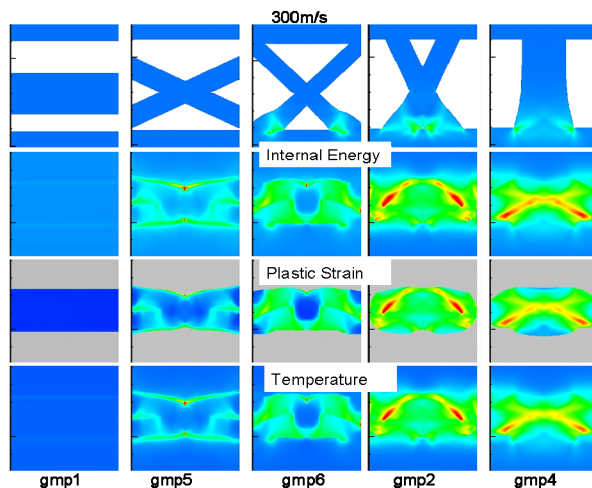 300m/s
Internal Energy
Plastic Strain
Temperature
gmp1 gmp5 gmp6 gmp2 gmp4